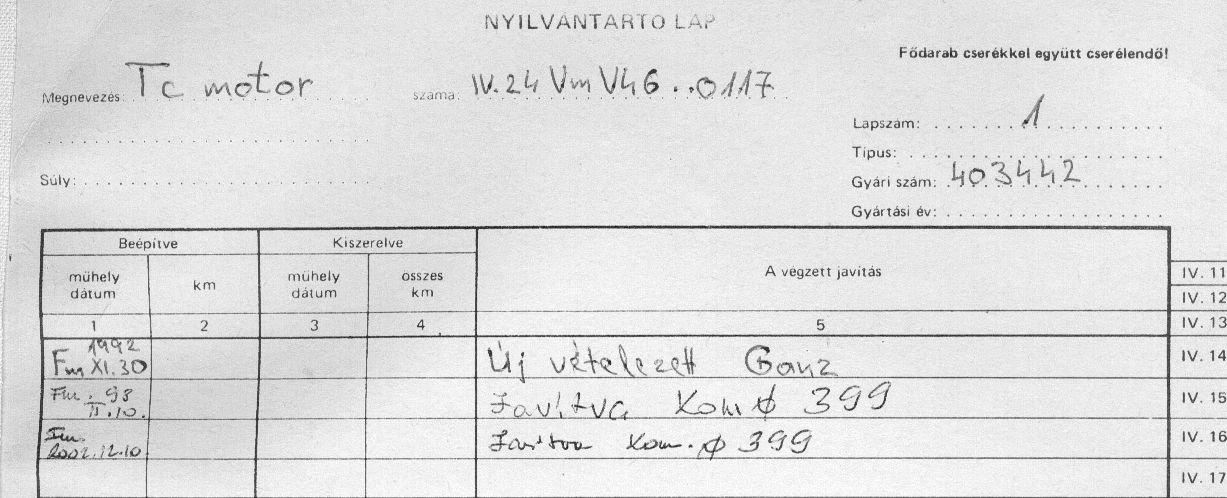 NYILVÁNTARTÓ LAP
Fődarab cserékkel együtt cserélendő!
Megnevezés: Tc motor száma: IV.24 Vm V46..0117
Lapszám: 1
Típus:
Súly:
Gyári szám: 403442
Gyártási év:
Beépítve Kiszerelve
műhely dátum km műhely dátum összes km A végzett javítás IV. 11
IV. 12
1 2 3 4 5 IV. 13
Fm 1992 XI.30 Új vételezett Ganz IV. 14
Fm. 93 II.10. Javítva Kom ϕ 399 IV. 15
2002.12.10 Javítva Kom. ϕ 399 IV. 16
IV. 17